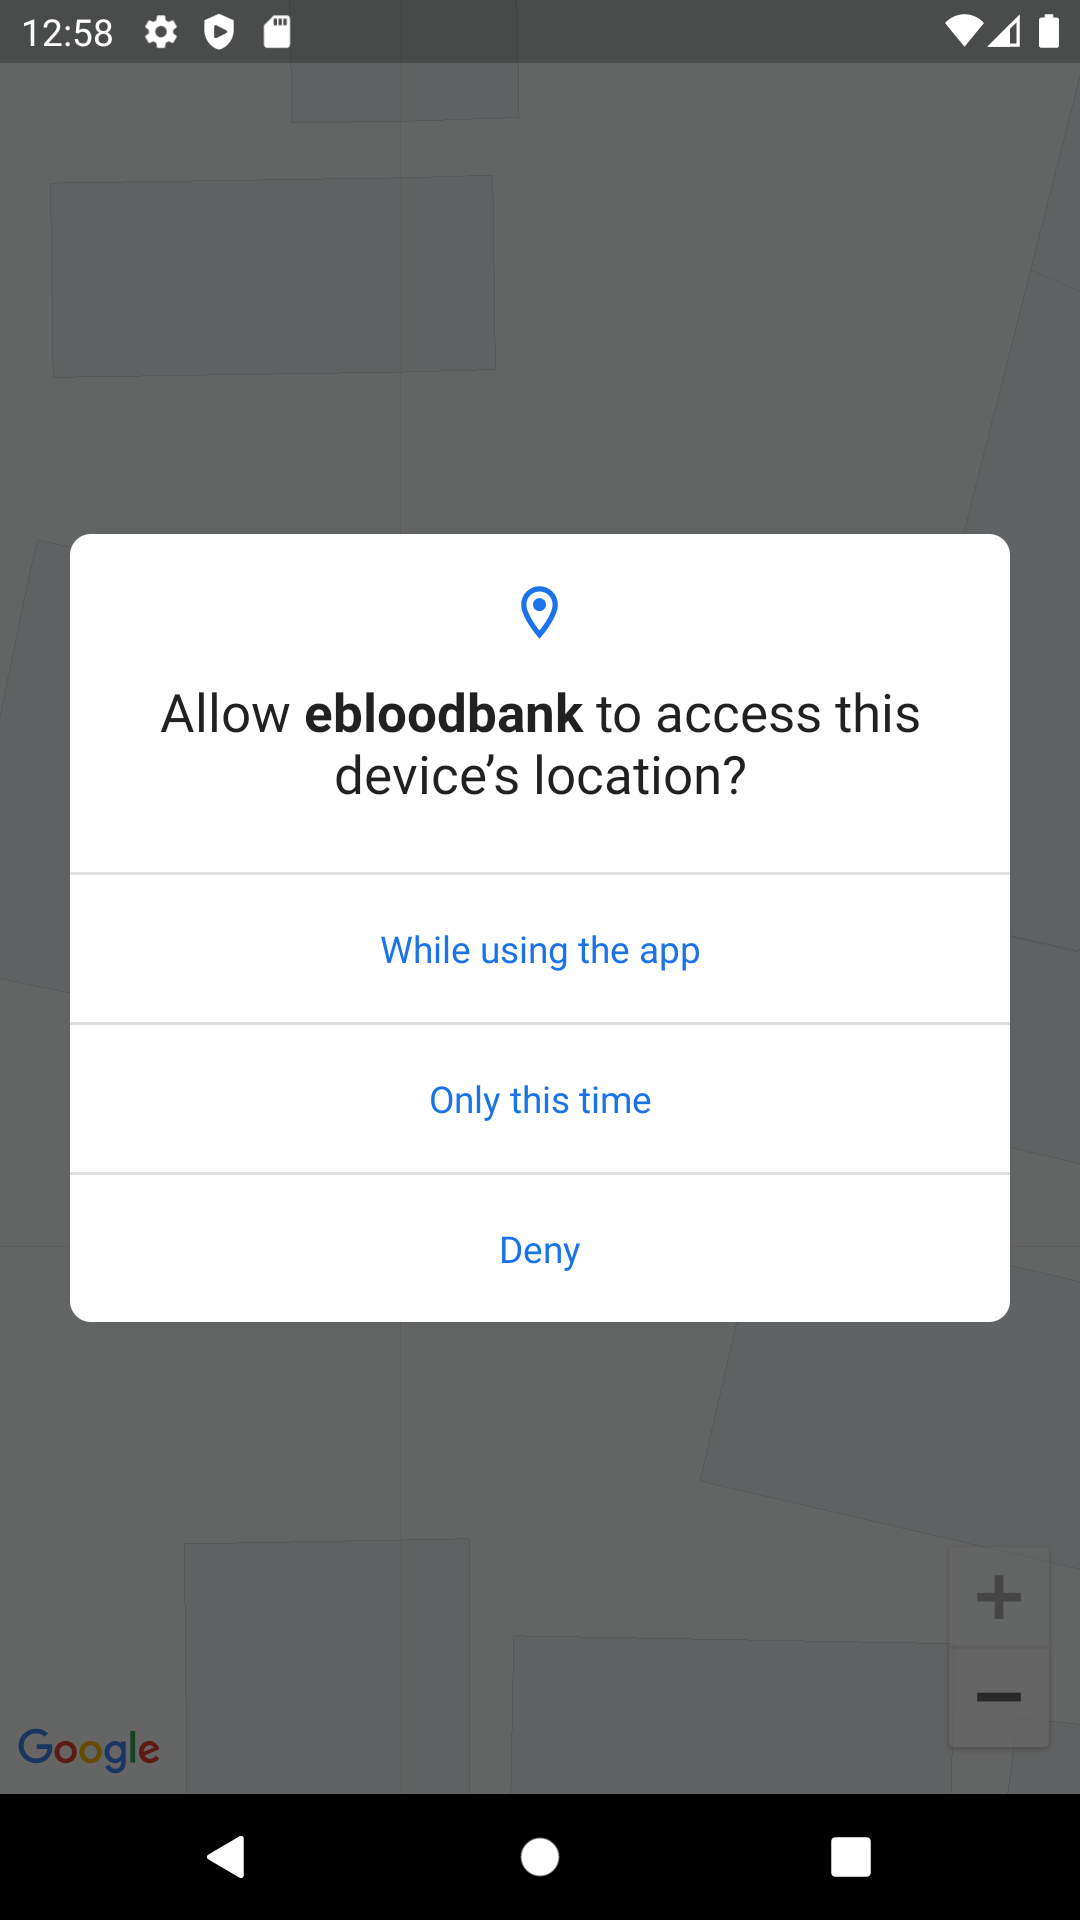 12:58
Allow ebloodbank to access this
device’s location?
While using the app
Only this time
Deny
Google